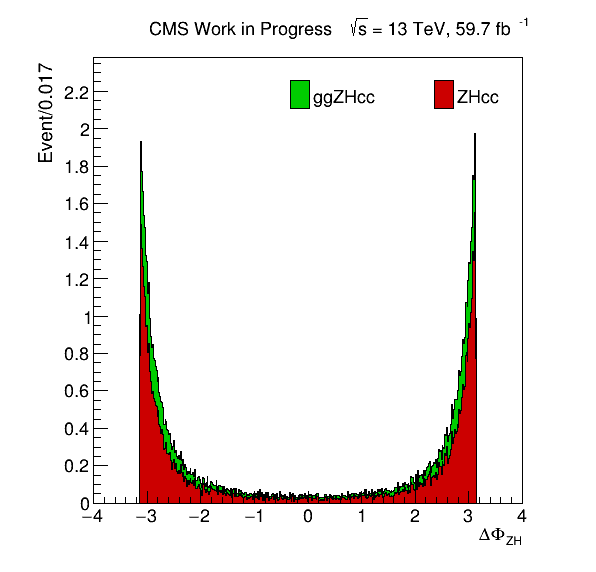 CMS Work in Progress √s = 13 TeV, 59.7 fb⁻¹
Event/0.017
ggZHcc ZHcc
2.2
2
1.8
1.6
1.4
1.2
1
0.8
0.6
0.4
0.2
0
−4 −3 −2 −1 0 1 2 3 4
ΔΦ_ZH